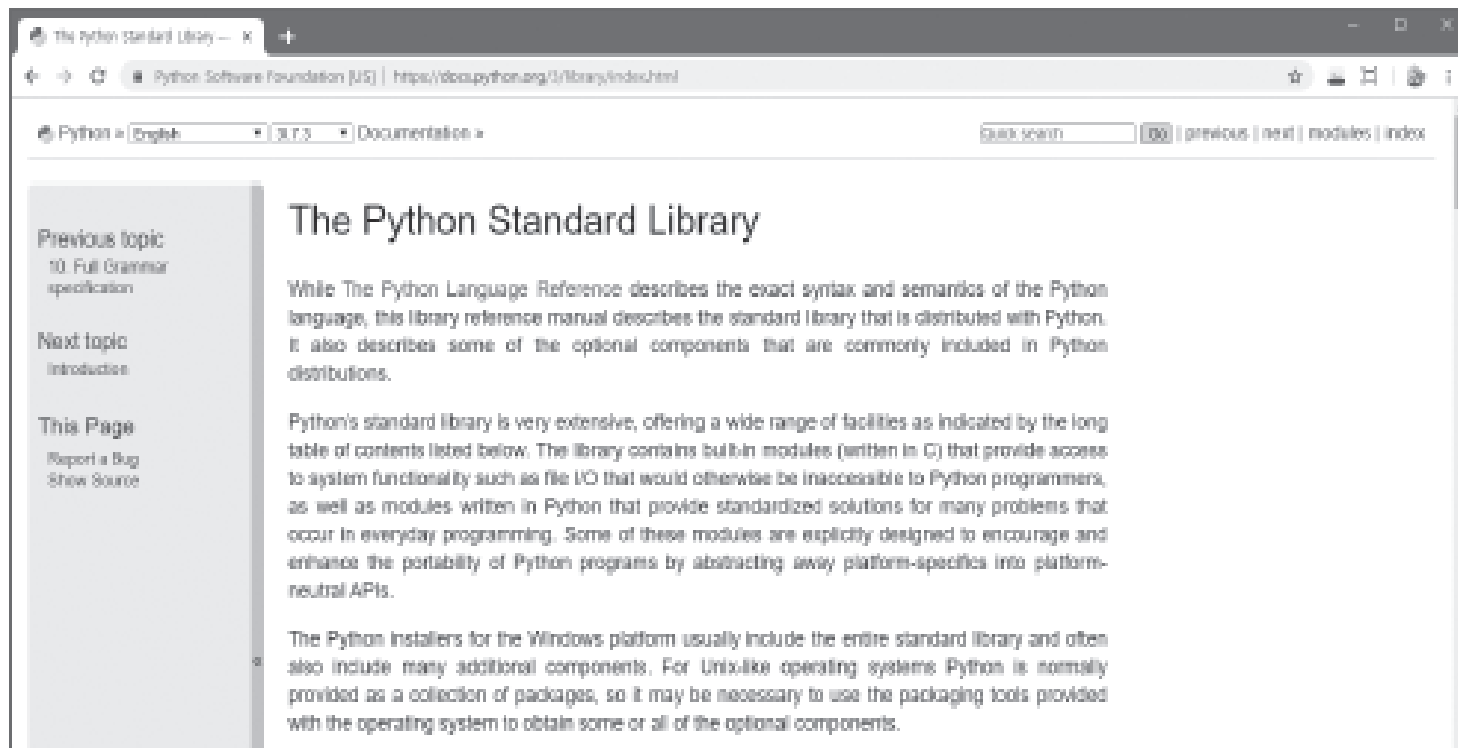 The Python Standard Library —
Python Software Foundation [US] | https://docs.python.org/3/library/index.html
Python » English 3.7.3 Documentation »
Quick search Go | previous | next | modules | index
Previous topic
10. Full Grammar
specification
Next topic
Introduction
This Page
Report a Bug
Show Source
The Python Standard Library
While The Python Language Reference describes the exact syntax and semantics of the Python
language, this library reference manual describes the standard library that is distributed with Python.
It also describes some of the optional components that are commonly included in Python
distributions.
Python's standard library is very extensive, offering a wide range of facilities as indicated by the long
table of contents listed below. The library contains built-in modules (written in C) that provide access
to system functionality such as file I/O that would otherwise be inaccessible to Python programmers,
as well as modules written in Python that provide standardized solutions for many problems that
occur in everyday programming. Some of these modules are explicitly designed to encourage and
enhance the portability of Python programs by abstracting away platform-specifics into platform-
neutral APIs.
The Python installers for the Windows platform usually include the entire standard library and often
also include many additional components. For Unix-like operating systems Python is normally
provided as a collection of packages, so it may be necessary to use the packaging tools provided
with the operating system to obtain some or all of the optional components.